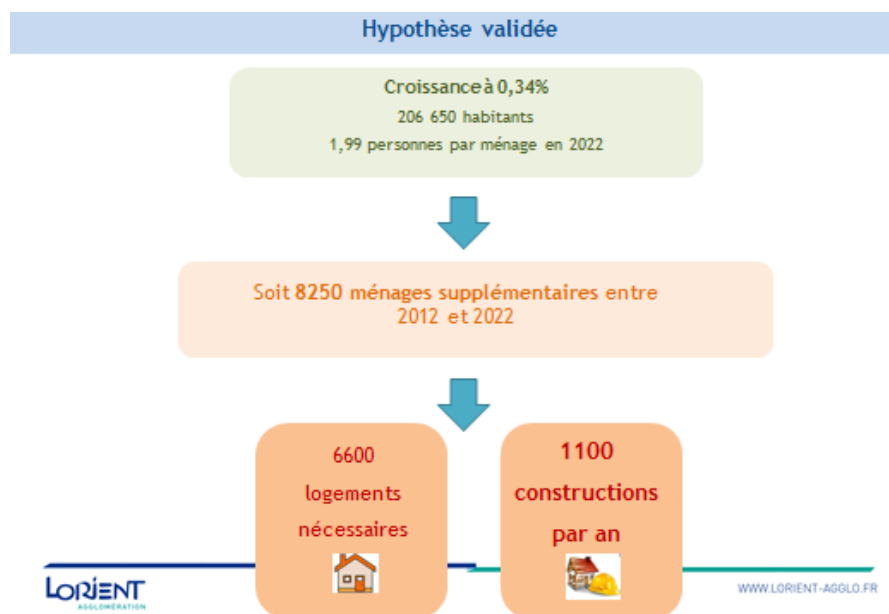 Hypothèse validée
Croissance à 0,34%
206 650 habitants
1,99 personnes par ménage en 2022
Soit 8250 ménages supplémentaires entre
2012 et 2022
6600
logements
nécessaires
1100
constructions
par an
LORIENT
AGGLOMÉRATION
WWW.LORIENT-AGGLO.FR